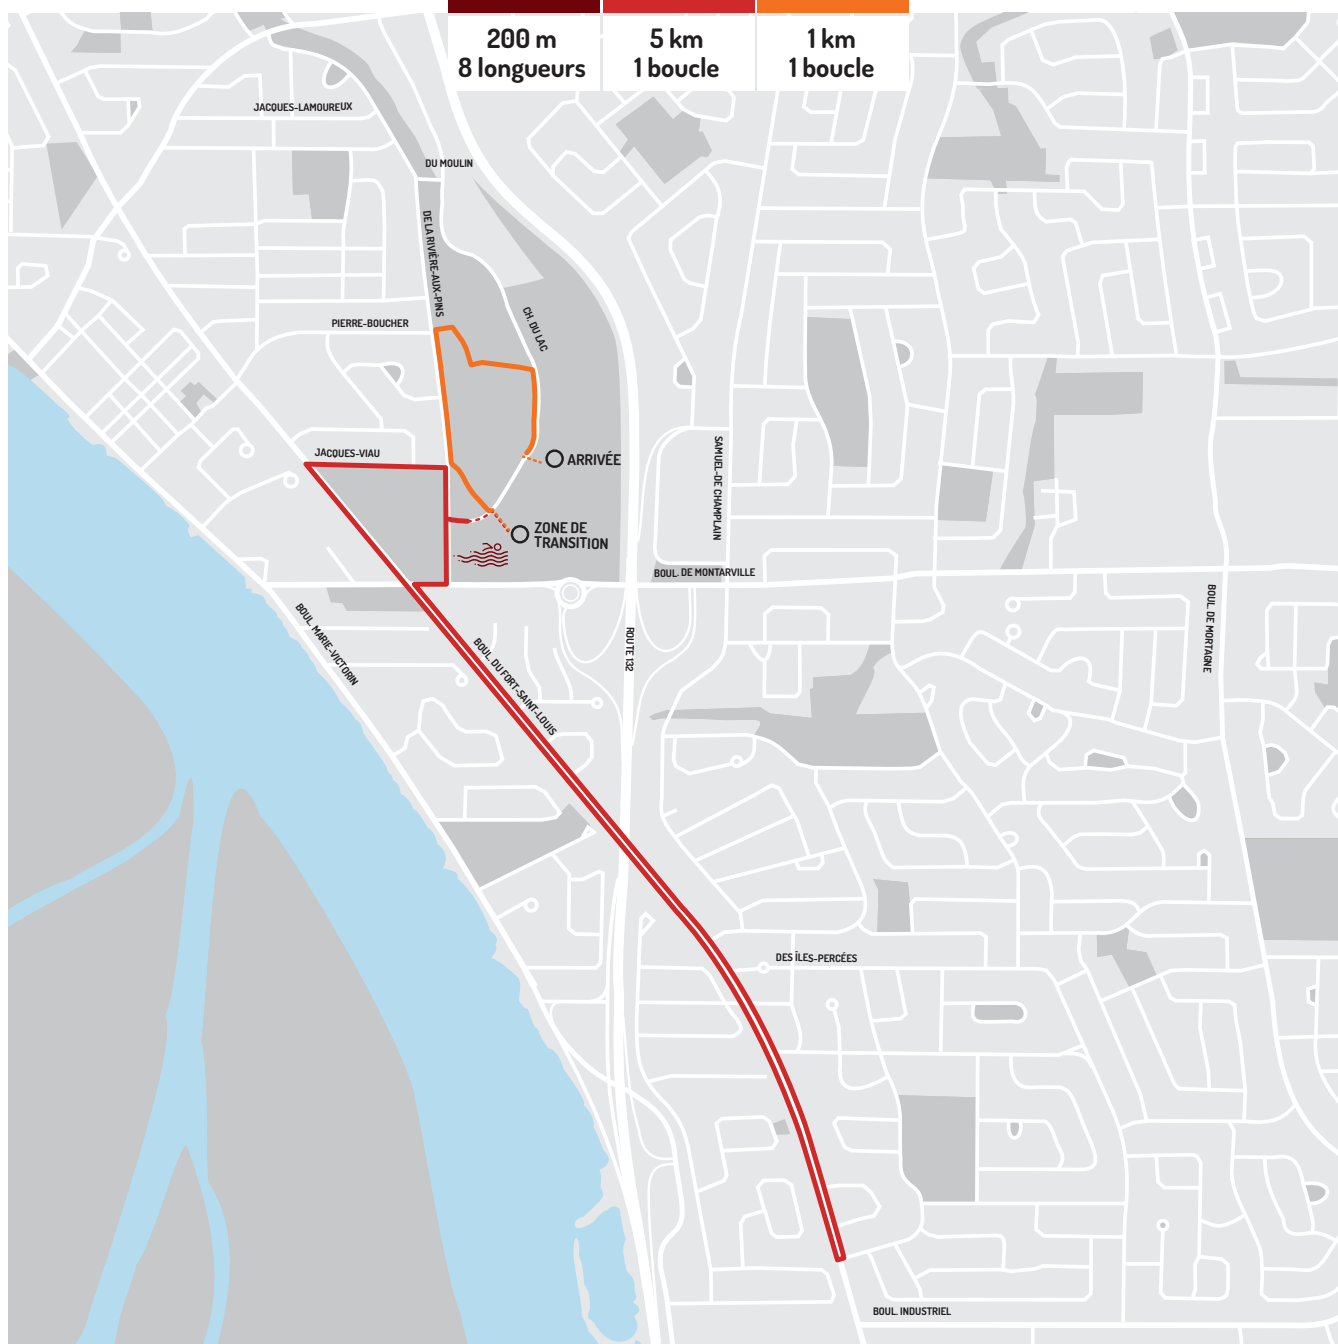 200 m
8 longueurs
5 km
1 boucle
1 km
1 boucle
JACQUES-LAMOUREUX
DU MOULIN
DE LA RIVIÈRE-AUX-PINS
CH. DU LAC
PIERRE-BOUCHER
JACQUES-VIAU
ARRIVÉE
SAMUEL-DE CHAMPLAIN
ZONE DE
TRANSITION
BOUL. DE MONTARVILLE
BOUL. MARIE-VICTORIN
BOUL. DU FORT-SAINT-LOUIS
ROUTE 132
BOUL. DE MORTAGNE
DES ÎLES-PERCÉES
BOUL. INDUSTRIEL